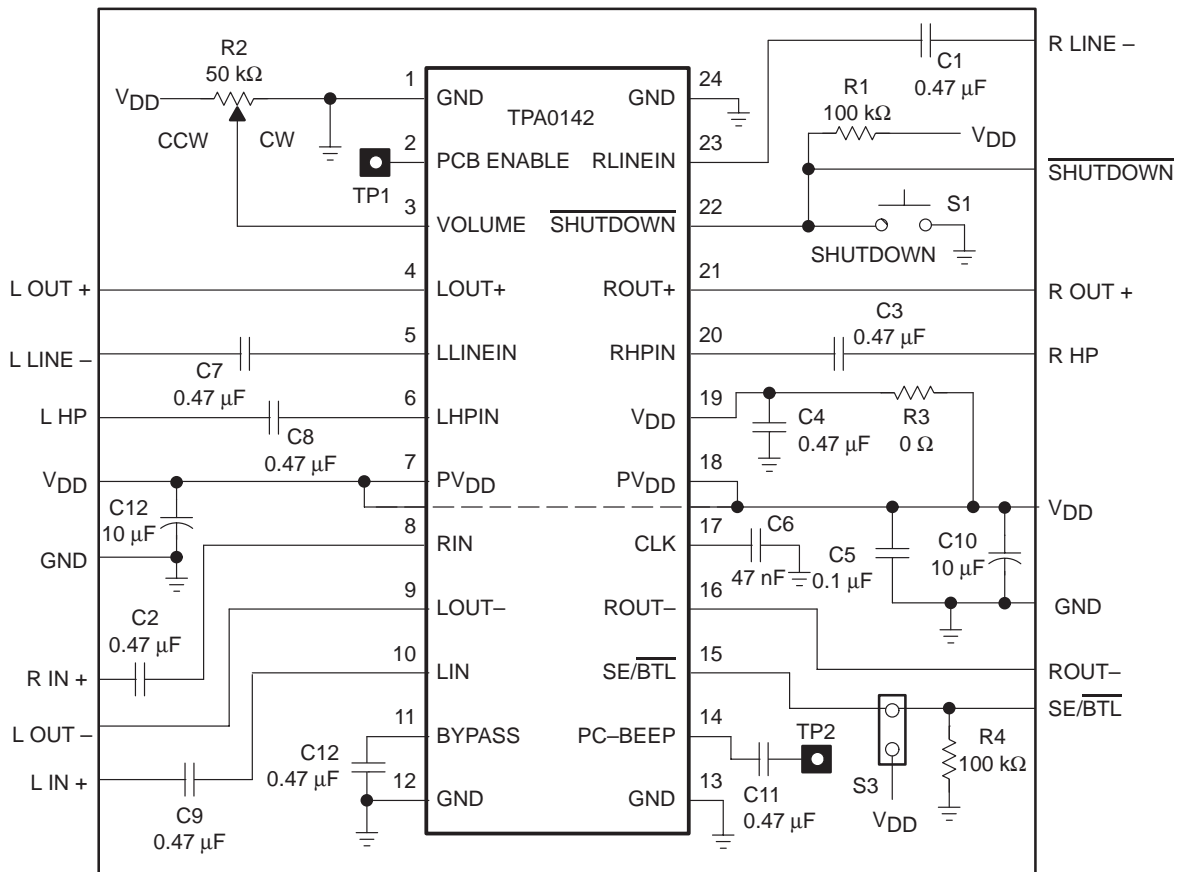 R LINE –
C1
0.47 μF
R2
50 kΩ
VDD
CCW
CW
1
GND
TPA0142
24
GND
R1
100 kΩ
VDD
2
PCB ENABLE
TP1
23
RLINEIN
SHUTDOWN
3
VOLUME
22
SHUTDOWN
S1
SHUTDOWN
L OUT +
4
LOUT+
21
ROUT+
R OUT +
L LINE –
C7
0.47 μF
5
LLINEIN
20
RHPIN
C3
0.47 μF
R HP
L HP
C8
0.47 μF
6
LHPIN
19
VDD
C4
0.47 μF
R3
0 Ω
VDD
7
PVDD
18
PVDD
VDD
C12
10 μF
GND
8
RIN
17
CLK
C6
47 nF
C5
0.1 μF
C10
10 μF
GND
C2
0.47 μF
R IN +
9
LOUT–
16
ROUT–
ROUT–
10
LIN
15
SE/BTL
SE/BTL
L OUT –
11
BYPASS
14
PC–BEEP
TP2
C11
0.47 μF
S3
VDD
R4
100 kΩ
L IN +
C9
0.47 μF
C12
0.47 μF
12
GND
13
GND